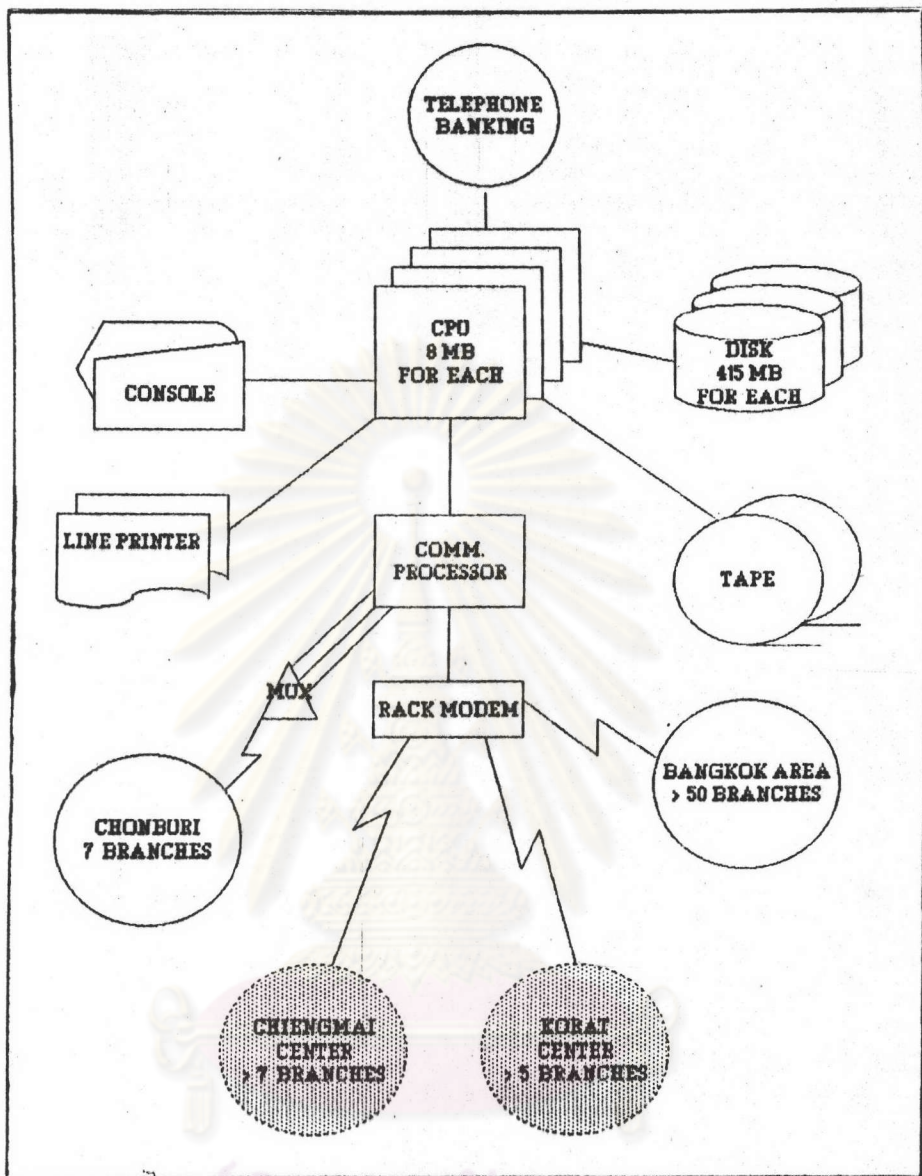 TELEPHONE
BANKING
CPU
8 MB
FOR EACH
DISK
415 MB
FOR EACH
CONSOLE
LINE PRINTER
COMM.
PROCESSOR
TAPE
MUX
RACK MODEM
BANGKOK AREA
> 50 BRANCHES
CHONBURI
7 BRANCHES
CHIENGMAI
CENTER
> 7 BRANCHES
KORAT
CENTER
> 5 BRANCHES